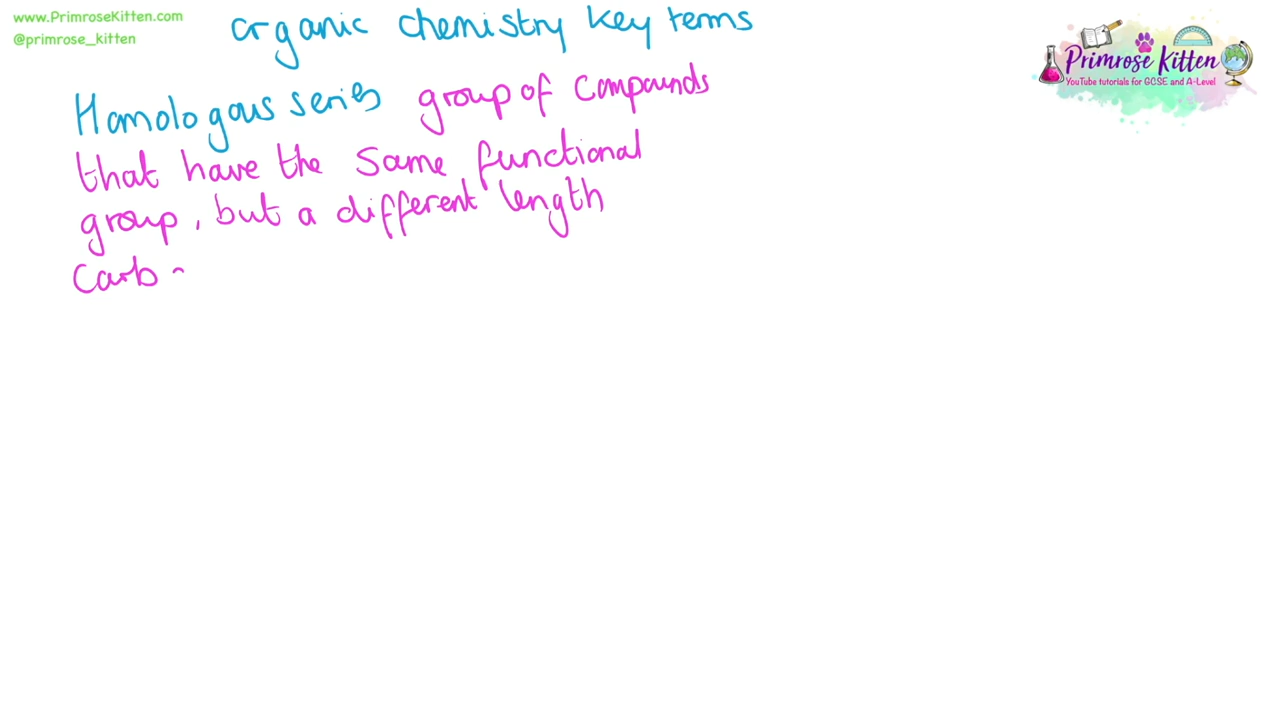 www.PrimroseKitten.com
@primrose_kitten
organic chemistry key terms
Primrose Kitten
YouTube tutorials for GCSE and A-Level
Homologous series group of compounds
that have the same functional
group, but a different length
Carb